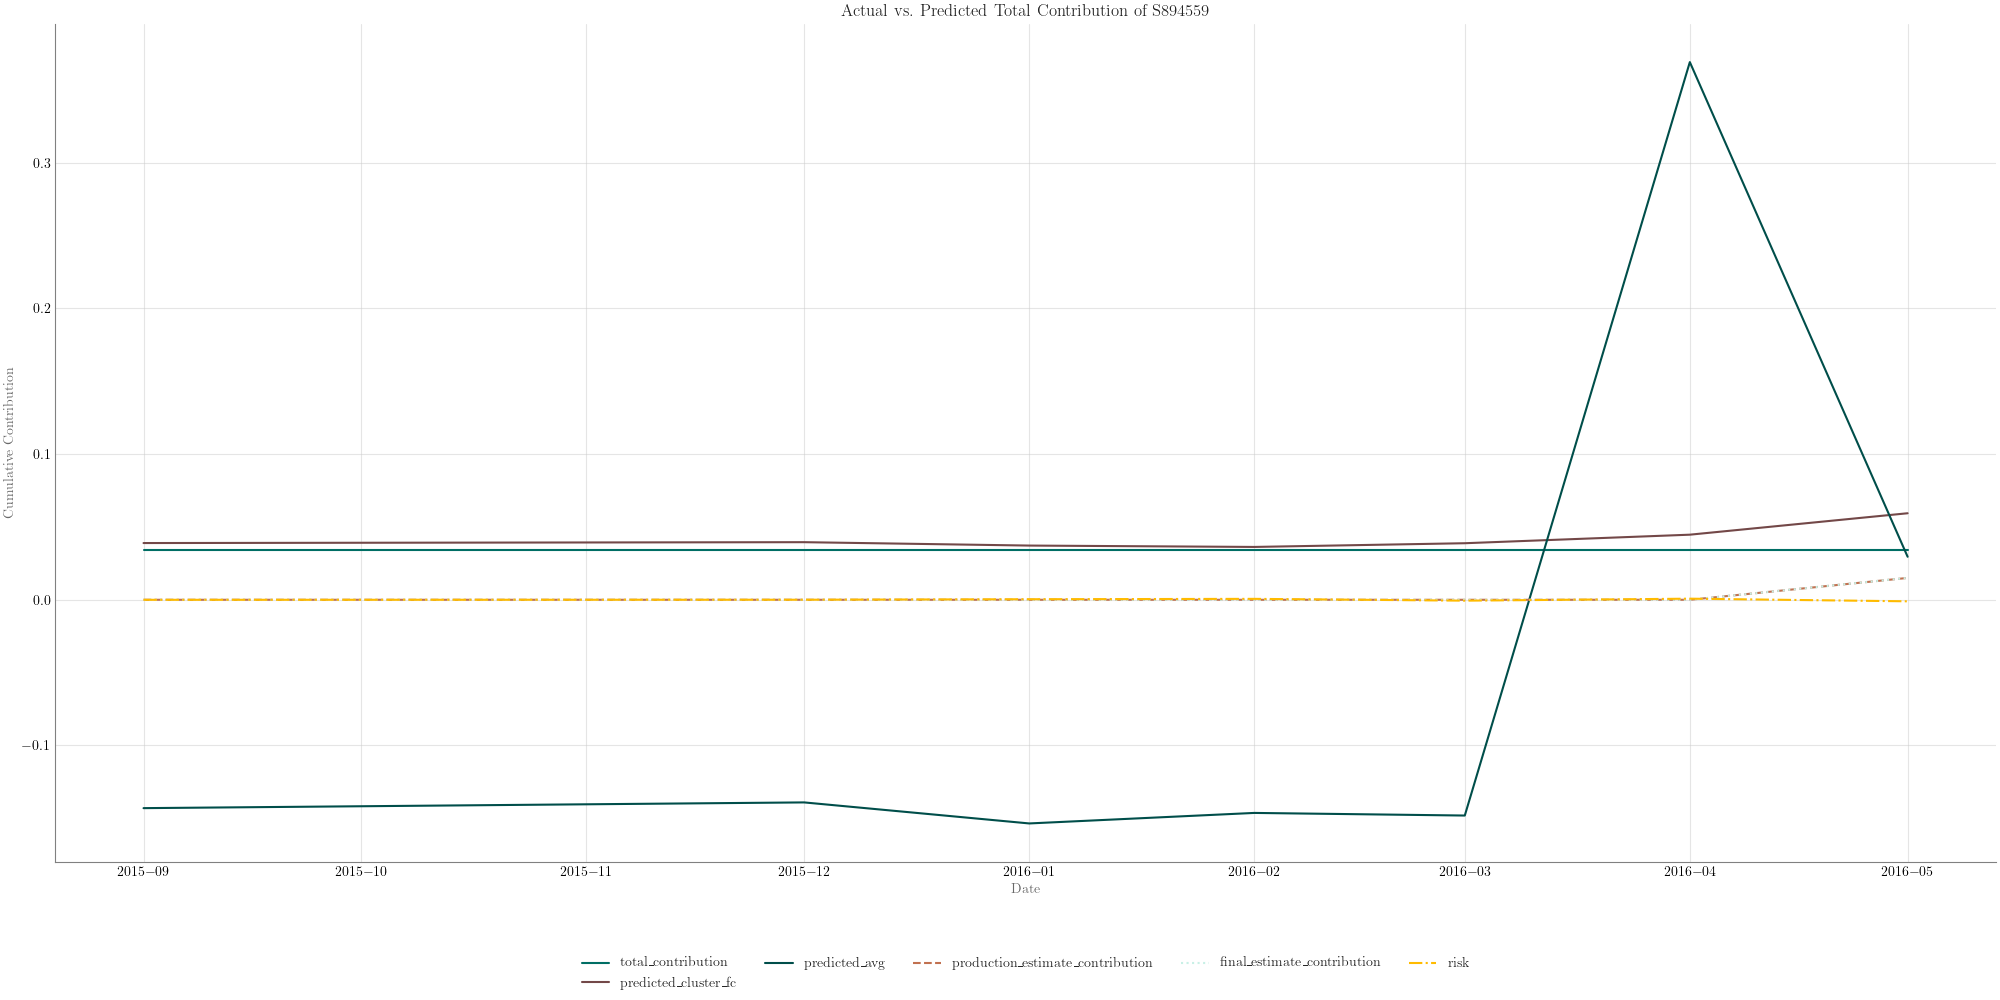 Actual vs. Predicted Total Contribution of S894559
Cumulative Contribution
0.3
0.2
0.1
0.0
−0.1
2015−09 2015−10 2015−11 2015−12 2016−01 2016−02 2016−03 2016−04 2016−05
Date
total_contribution predicted_avg production_estimate_contribution final_estimate_contribution risk
predicted_cluster_fc